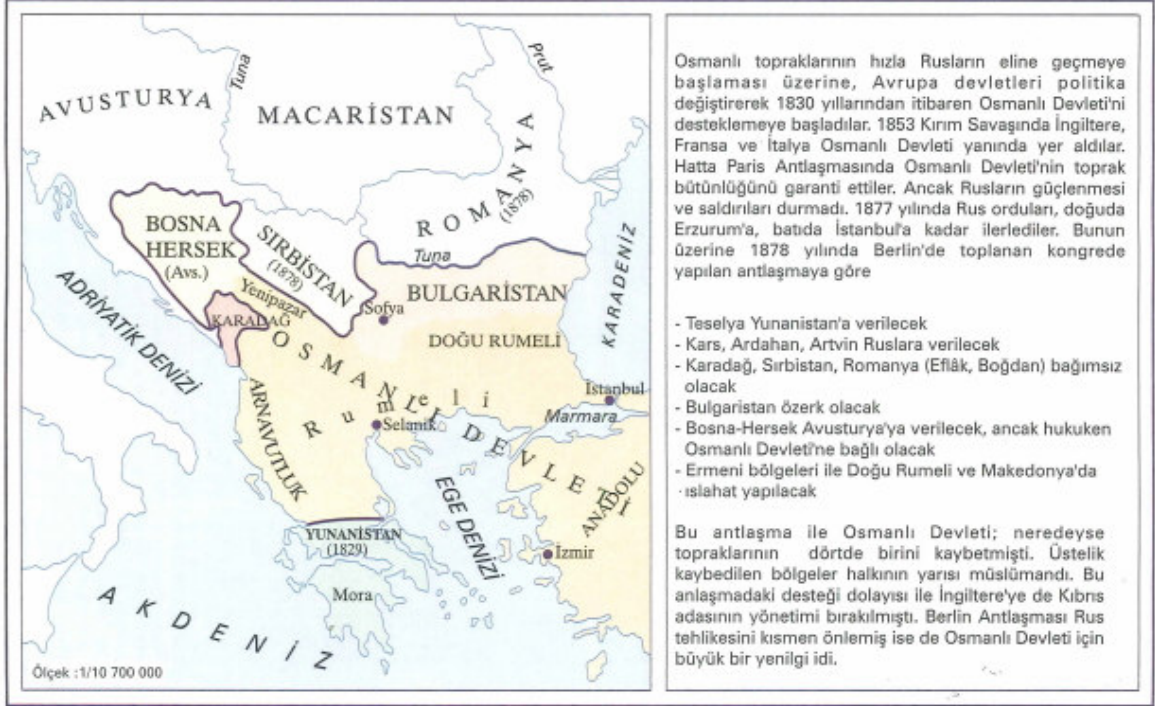 AVUSTURYA
Tuna
MACARİSTAN
Prut
ROMANYA
(1878)
BOSNA
HERSEK
(Avs.)
SIRBİSTAN
(1878)
Tuna
BULGARİSTAN
KARADENİZ
Yenipazar
Sofya
KARADAĞ
DOĞU RUMELİ
ADRİYATİK DENİZİ
OSMANLI DEVLETİ
Rumeli
İstanbul
Marmara
Selanik
ARNAVUTLUK
ANADOLU
EGE DENİZİ
YUNANİSTAN
(1829)
İzmir
Mora
AKDENİZ
Ölçek :1/10 700 000
Osmanlı topraklarının hızla Rusların eline geçmeye
başlaması üzerine, Avrupa devletleri politika
değiştirerek 1830 yıllarından itibaren Osmanlı Devleti'ni
desteklemeye başladılar. 1853 Kırım Savaşında İngiltere,
Fransa ve İtalya Osmanlı Devleti yanında yer aldılar.
Hatta Paris Antlaşmasında Osmanlı Devleti'nin toprak
bütünlüğünü garanti ettiler. Ancak Rusların güçlenmesi
ve saldırıları durmadı. 1877 yılında Rus orduları, doğuda
Erzurum'a, batıda İstanbul'a kadar ilerlediler. Bunun
üzerine 1878 yılında Berlin'de toplanan kongrede
yapılan antlaşmaya göre
- Teselya Yunanistan'a verilecek
- Kars, Ardahan, Artvin Ruslara verilecek
- Karadağ, Sırbistan, Romanya (Eflâk, Boğdan) bağımsız
olacak
- Bulgaristan özerk olacak
- Bosna-Hersek Avusturya'ya verilecek, ancak hukuken
Osmanlı Devleti'ne bağlı olacak
- Ermeni bölgeleri ile Doğu Rumeli ve Makedonya'da
ıslahat yapılacak
Bu antlaşma ile Osmanlı Devleti; neredeyse
topraklarının dörtde birini kaybetmişti. Üstelik
kaybedilen bölgeler halkının yarısı müslümandı. Bu
anlaşmadaki desteği dolayısı ile İngiltere'ye de Kıbrıs
adasının yönetimi bırakılmıştı. Berlin Antlaşması Rus
tehlikesini kısmen önlemiş ise de Osmanlı Devleti için
büyük bir yenilgi idi.